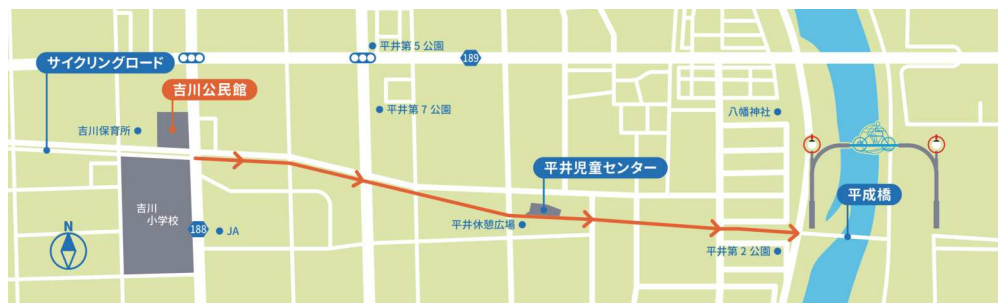 平井第5公園
189
サイクリングロード
吉川公民館
平井第7公園
八幡神社
吉川保育所
1
1
平井児童センター
平成橋
吉川
小学校
平井休憩広場
188
JA
平井第2公園
N